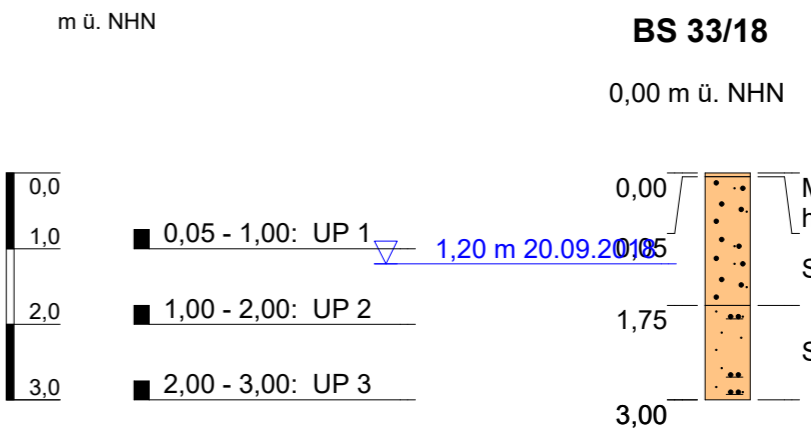 m ü. NHN
BS 33/18
0,00 m ü. NHN
0,0
1,0
2,0
3,0
0,05 - 1,00: UP 1
1,00 - 2,00: UP 2
2,00 - 3,00: UP 3
1,20 m 20.09.2018
0,00
0,05
1,75
3,00